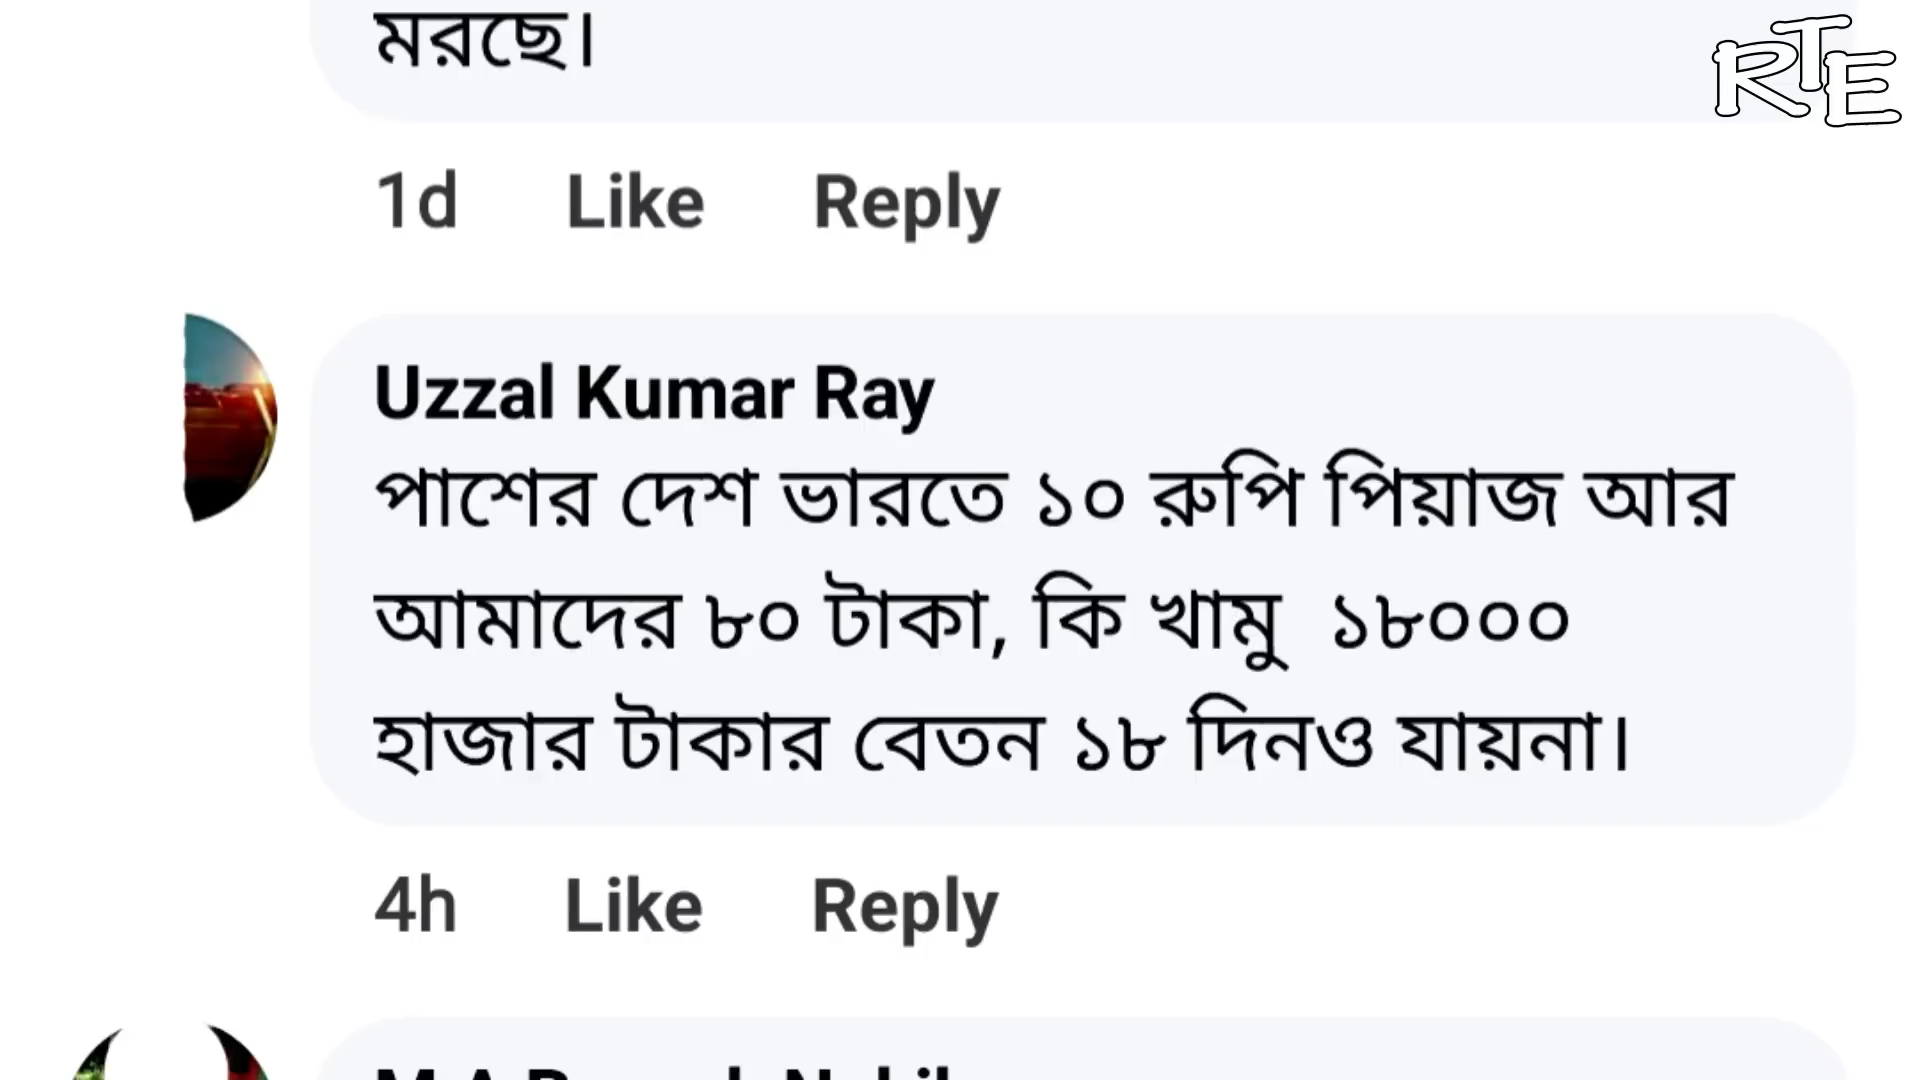 মরছে।
RTE
1d Like Reply
Uzzal Kumar Ray
পাশের দেশ ভারতে ১০ রুপি পিয়াজ আর
আমাদের ৮০ টাকা, কি খামু ১৮০০০
হাজার টাকার বেতন ১৮ দিনও যায়না।
4h Like Reply